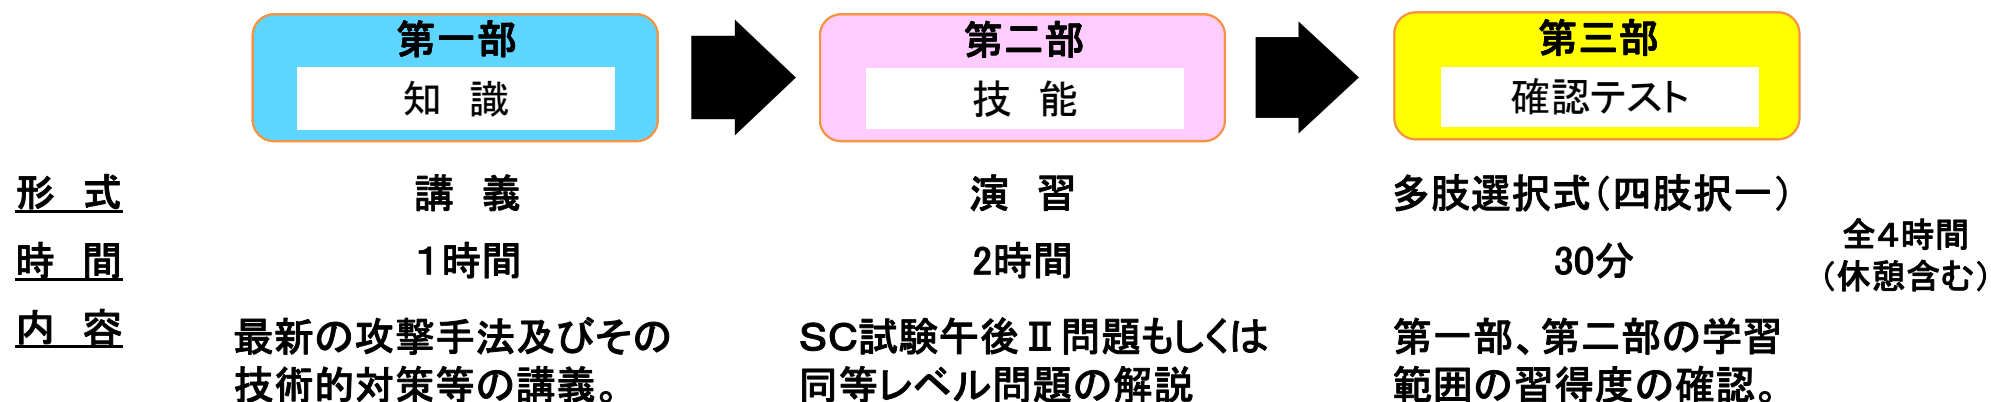 第一部
知　識
第二部
技　能
第三部
確認テスト
形　式
講　義
演　習
多肢選択式（四肢択一）
時　間
１時間
2時間
30分
全４時間
（休憩含む）
内　容
最新の攻撃手法及びその
技術的対策等の講義。
ＳＣ試験午後Ⅱ問題もしくは
同等レベル問題の解説
第一部、第二部の学習
範囲の習得度の確認。